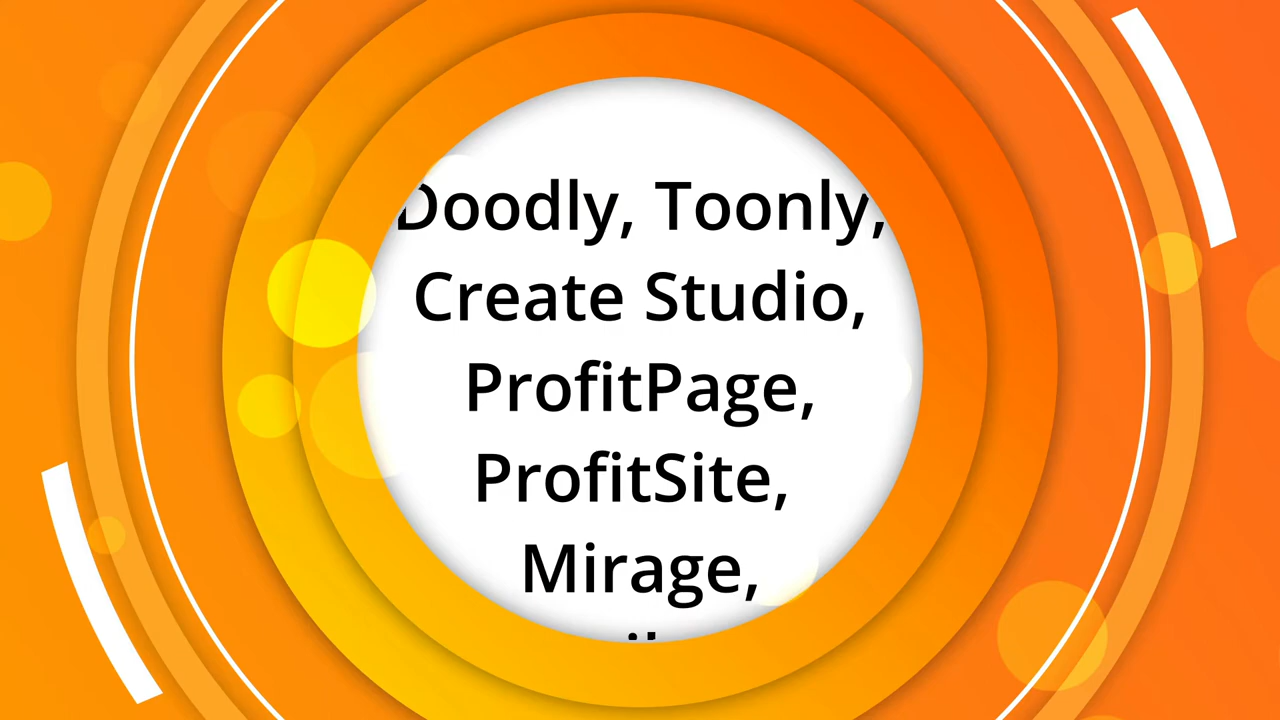 Doodly, Toonly,
Create Studio,
ProfitPage,
ProfitSite,
Mirage,